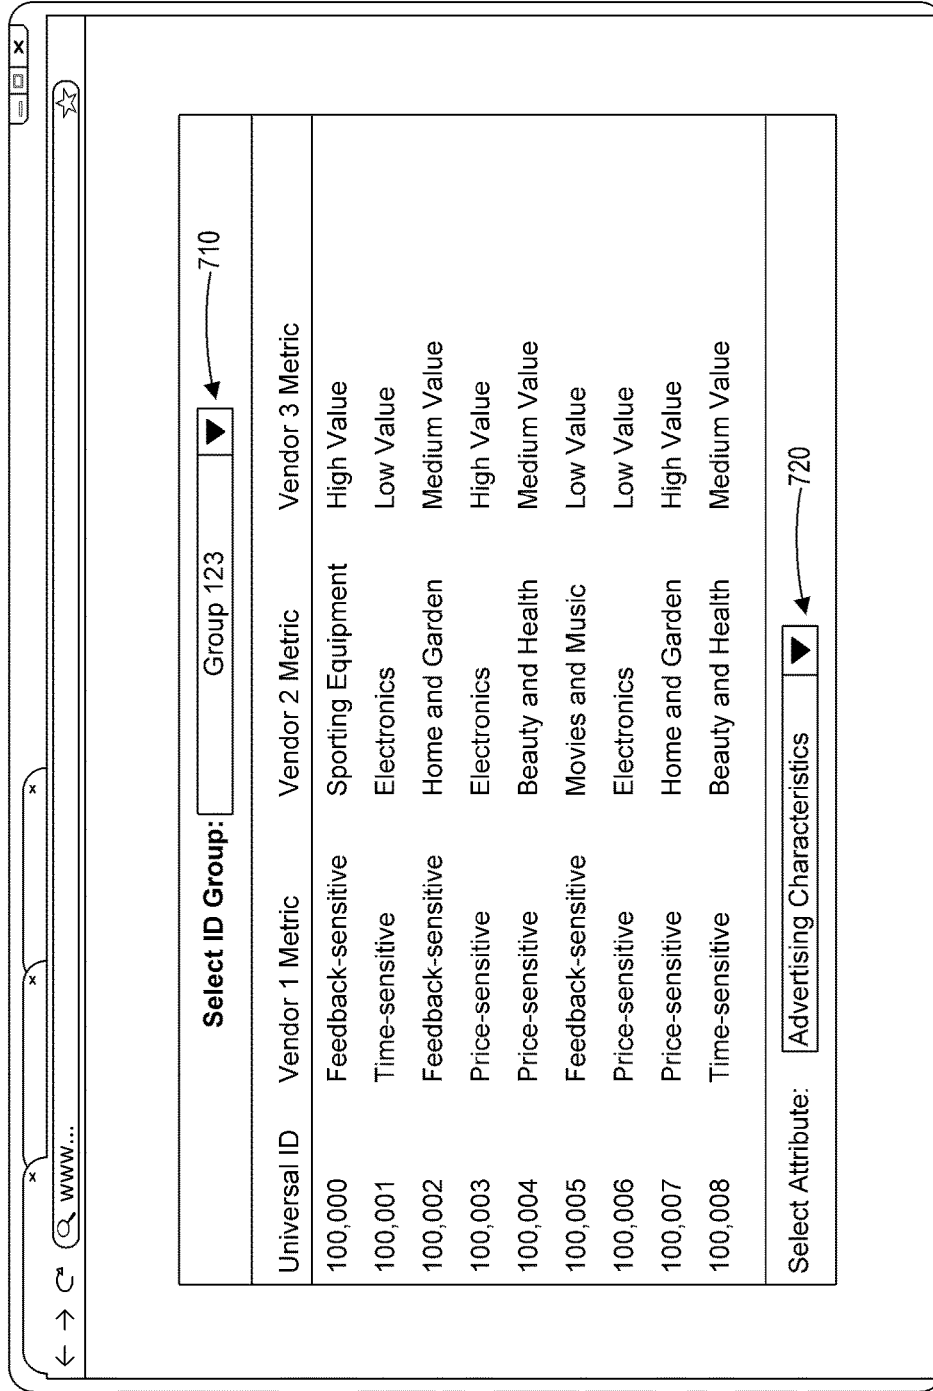 www...
Select ID Group: Group 123
710
Universal ID Vendor 1 Metric Vendor 2 Metric Vendor 3 Metric
100,000 Feedback-sensitive Sporting Equipment High Value
100,001 Time-sensitive Electronics Low Value
100,002 Feedback-sensitive Home and Garden Medium Value
100,003 Price-sensitive Electronics High Value
100,004 Price-sensitive Beauty and Health Medium Value
100,005 Feedback-sensitive Movies and Music Low Value
100,006 Price-sensitive Electronics Low Value
100,007 Price-sensitive Home and Garden High Value
100,008 Time-sensitive Beauty and Health Medium Value
Select Attribute: Advertising Characteristics
720